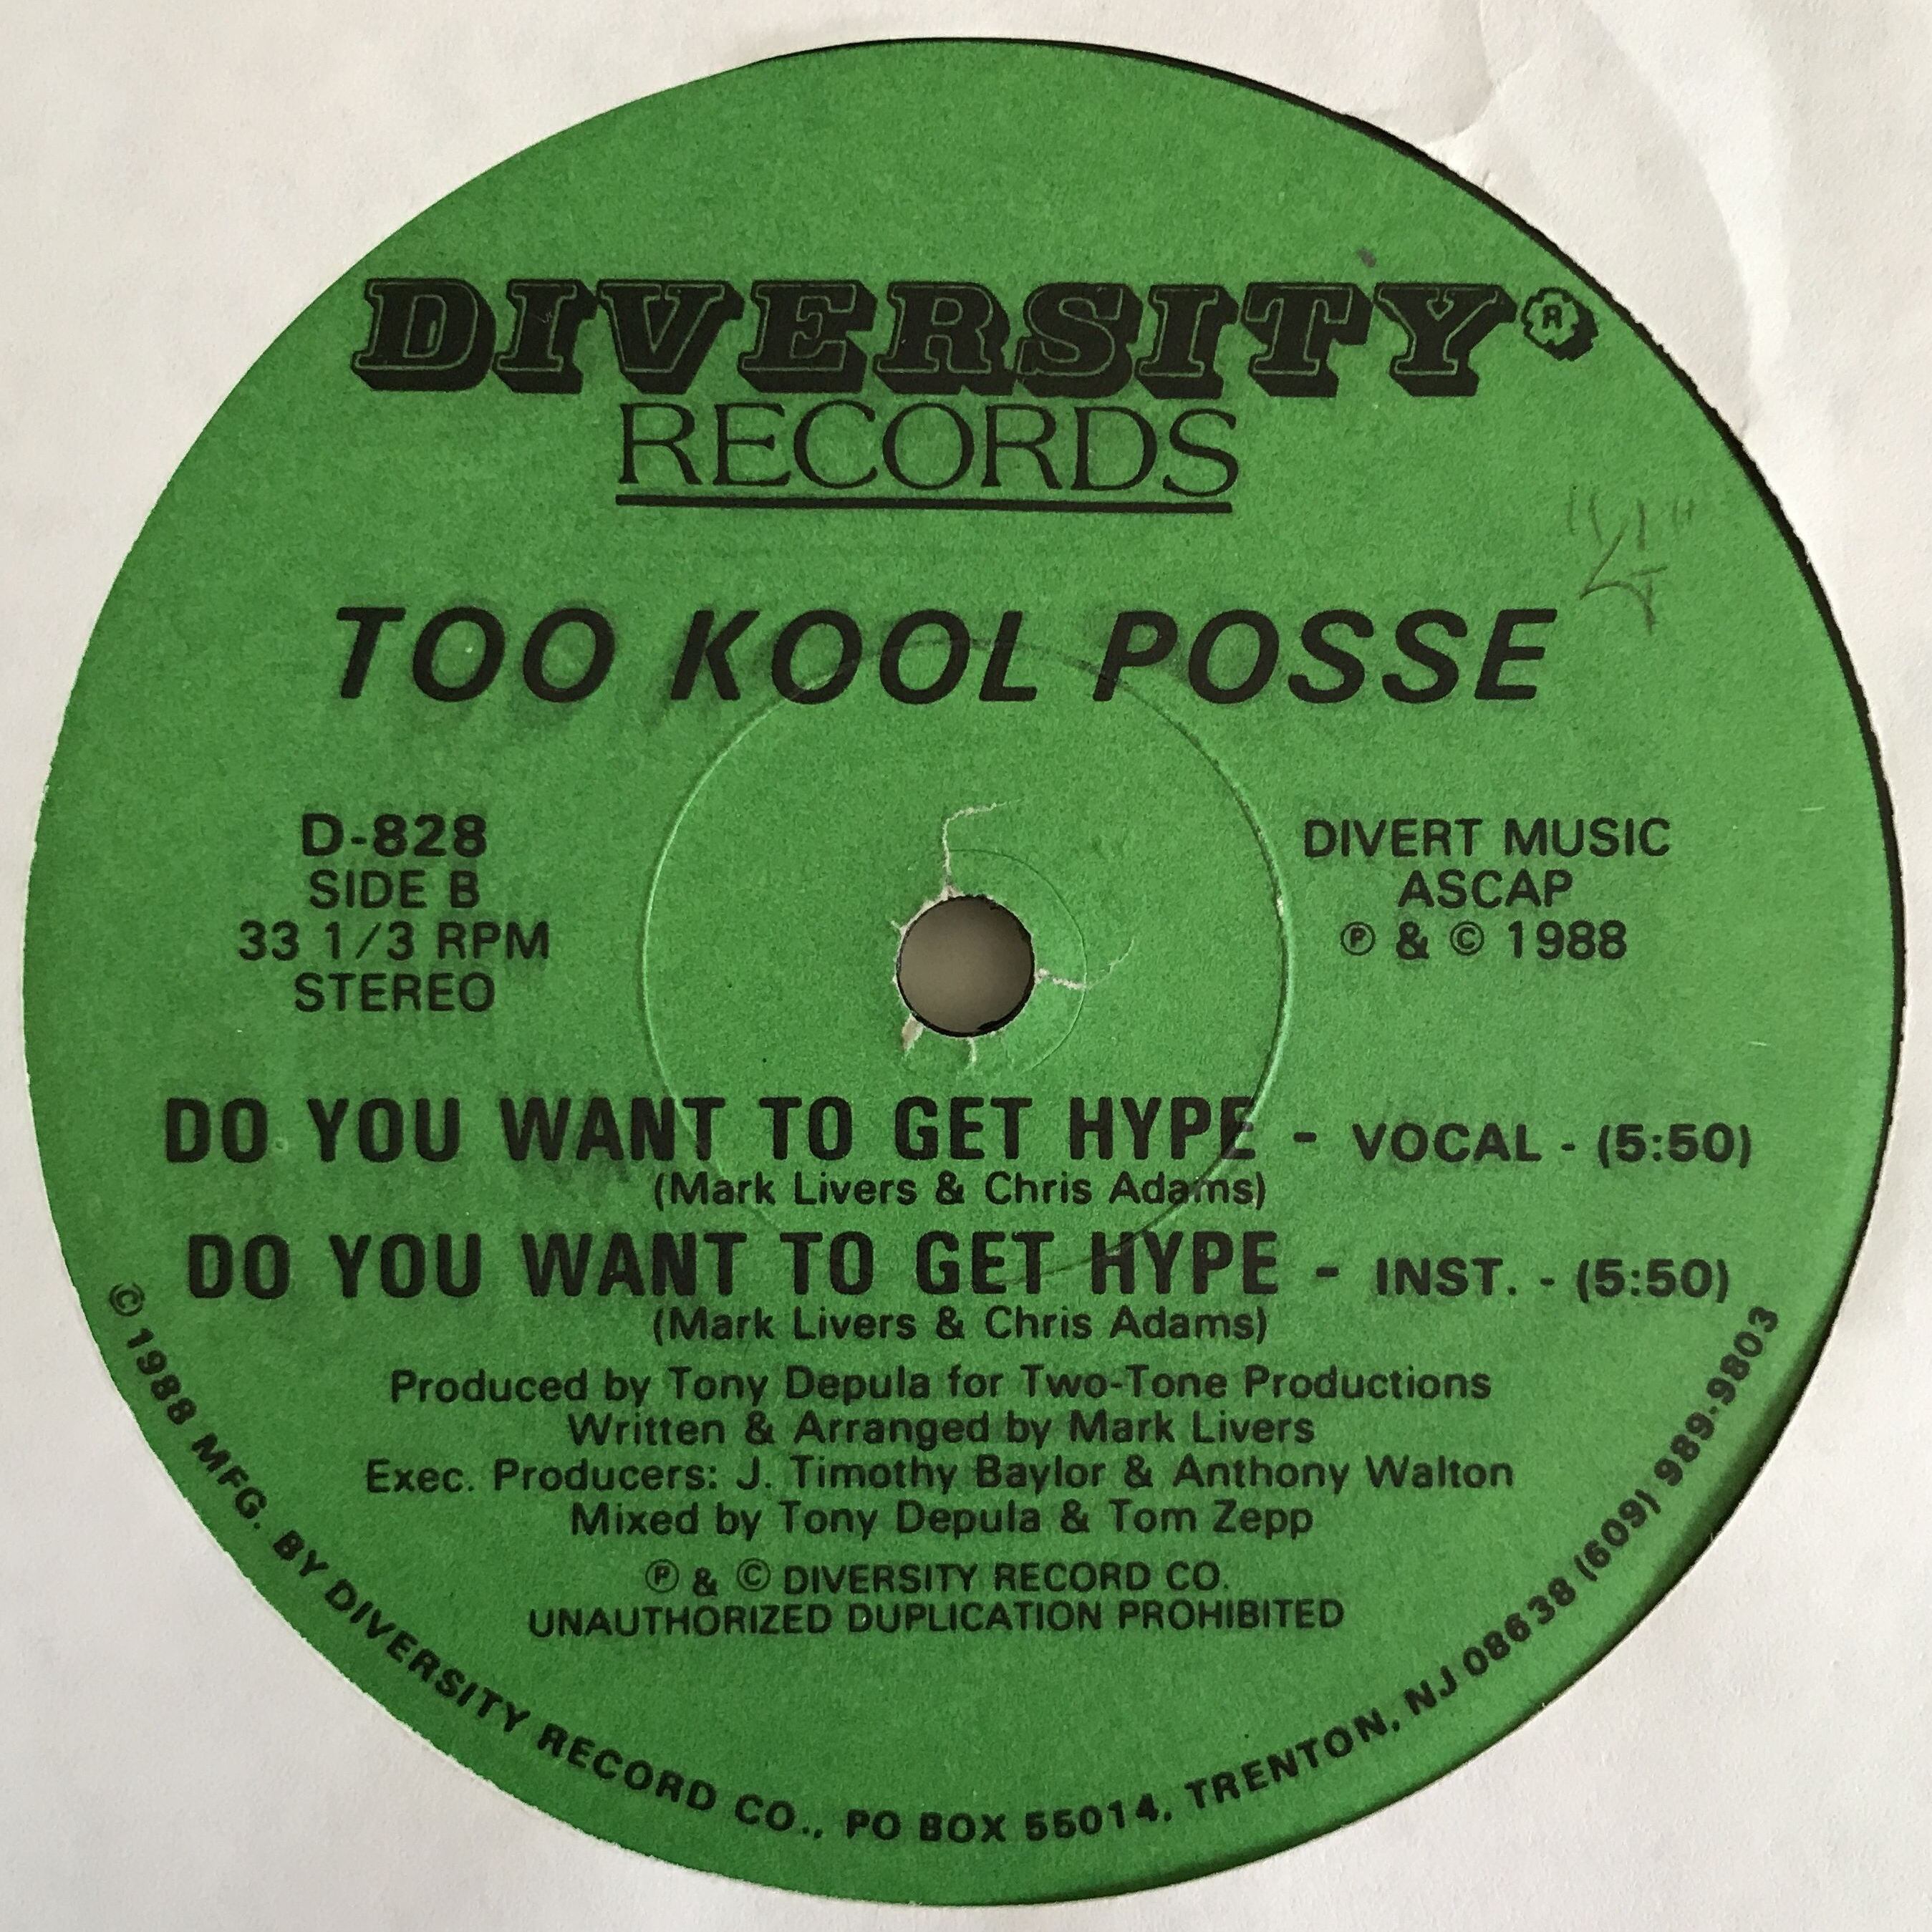 DIVERSITY®
RECORDS
TOO KOOL POSSE
D-828
SIDE B
33 1/3 RPM
STEREO
DIVERT MUSIC
ASCAP
℗ & © 1988
DO YOU WANT TO GET HYPE - VOCAL - (5:50)
(Mark Livers & Chris Adams)
DO YOU WANT TO GET HYPE - INST. - (5:50)
(Mark Livers & Chris Adams)
Produced by Tony Depula for Two-Tone Productions
Written & Arranged by Mark Livers
Exec. Producers: J. Timothy Baylor & Anthony Walton
Mixed by Tony Depula & Tom Zepp
℗ & © DIVERSITY RECORD CO.
UNAUTHORIZED DUPLICATION PROHIBITED
© 1988 MFG. BY DIVERSITY RECORD CO., PO BOX 55014, TRENTON, NJ 08638 (609) 989-9803